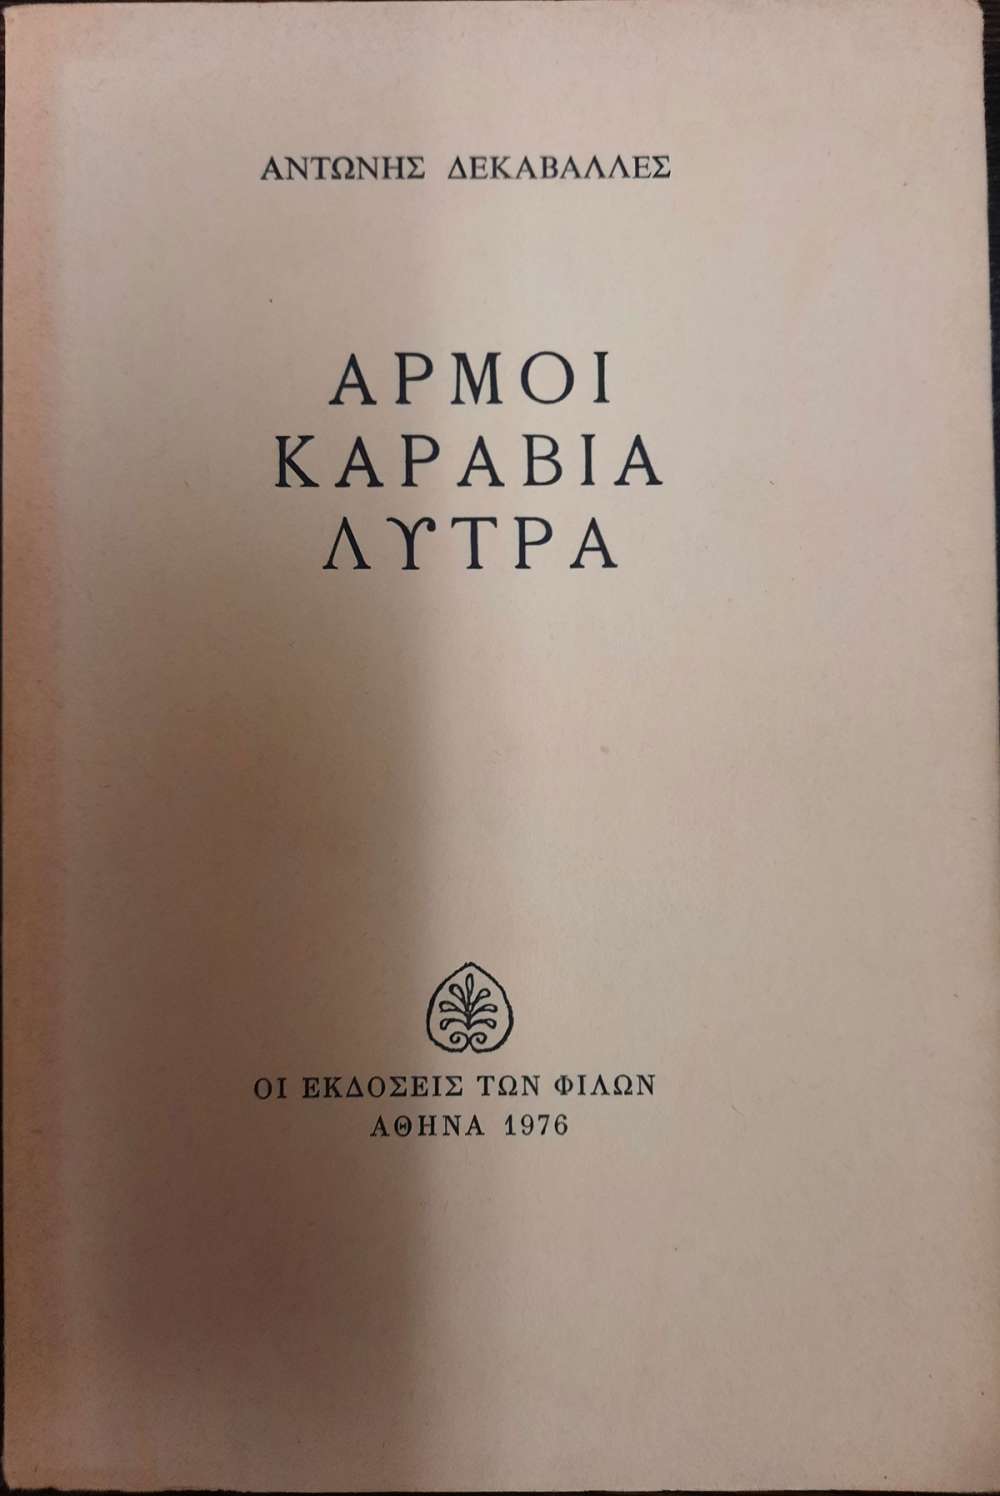 ΑΝΤΩΝΗΣ ΔΕΚΑΒΑΛΛΕΣ
ΑΡΜΟΙ
ΚΑΡΑΒΙΑ
ΛΥΤΡΑ
ΟΙ ΕΚΔΟΣΕΙΣ ΤΩΝ ΦΙΛΩΝ
ΑΘΗΝΑ 1976